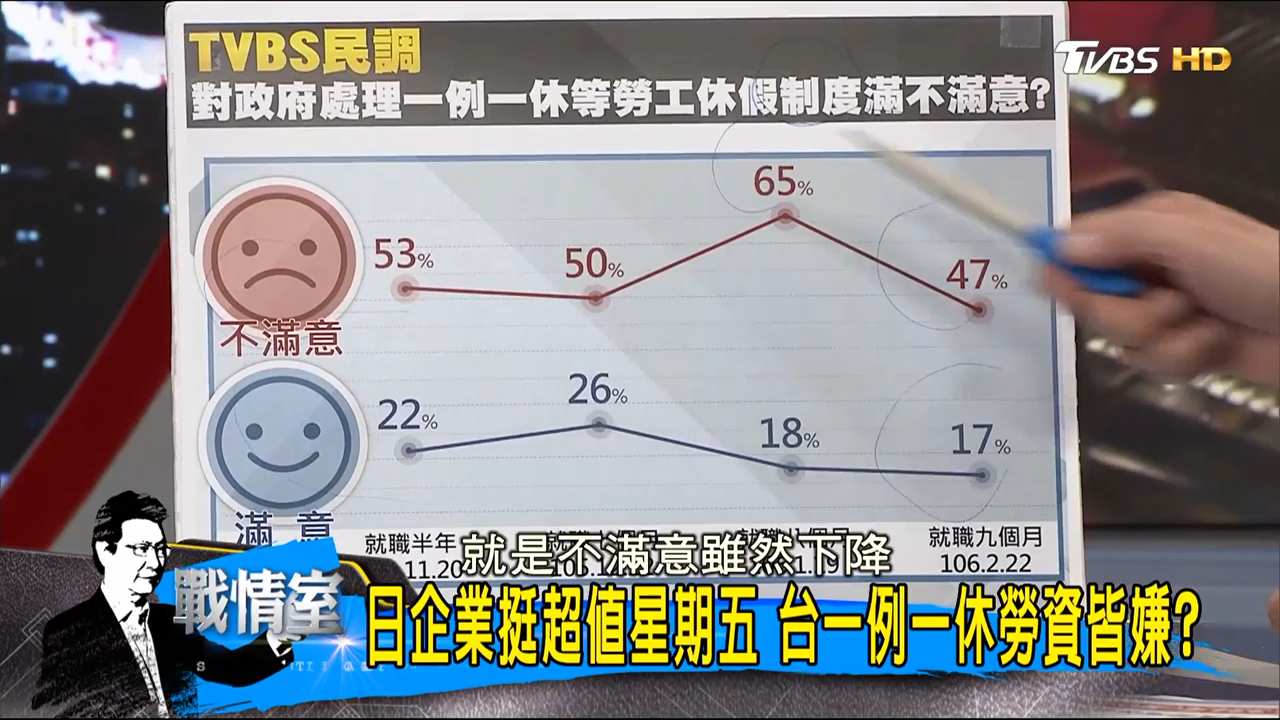 TVBS HD
TVBS民調
對政府處理一例一休等勞工休假制度滿不滿意?
53%
50%
65%
47%
不滿意
22%
26%
18%
17%
滿意
就職半年
就職九個月
11.20
106.2.22
就是不滿意雖然下降
戰情室
日企業挺超值星期五 台一例一休勞資皆嫌?